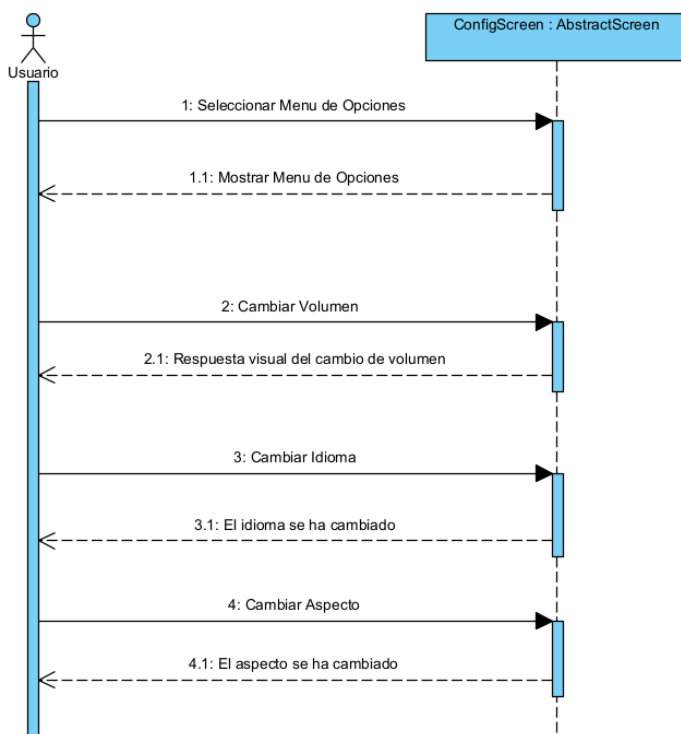 ConfigScreen : AbstractScreen
Usuario
1: Seleccionar Menu de Opciones
1.1: Mostrar Menu de Opciones
2: Cambiar Volumen
2.1: Respuesta visual del cambio de volumen
3: Cambiar Idioma
3.1: El idioma se ha cambiado
4: Cambiar Aspecto
4.1: El aspecto se ha cambiado